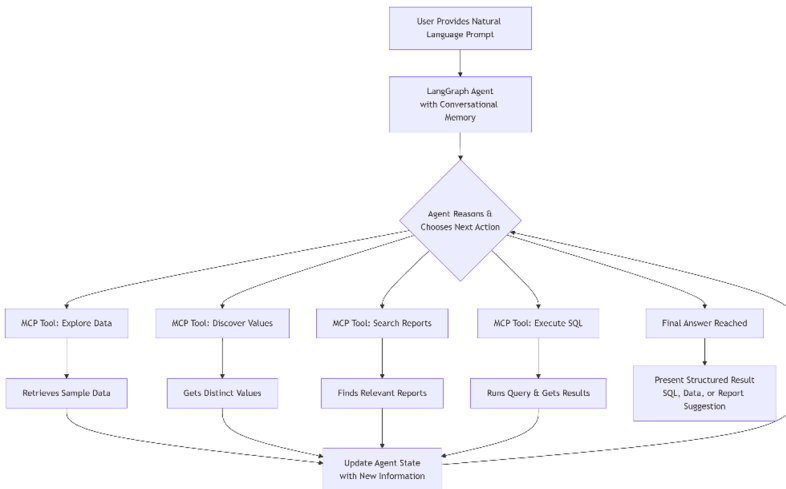 User Provides Natural
Language Prompt
LangGraph Agent
with Conversational
Memory
Agent Reasons &
Chooses Next Action
MCP Tool: Explore Data
MCP Tool: Discover Values
MCP Tool: Search Reports
MCP Tool: Execute SQL
Final Answer Reached
Retrieves Sample Data
Gets Distinct Values
Finds Relevant Reports
Runs Query & Gets Results
Present Structured Result
SQL, Data, or Report
Suggestion
Update Agent State
with New Information